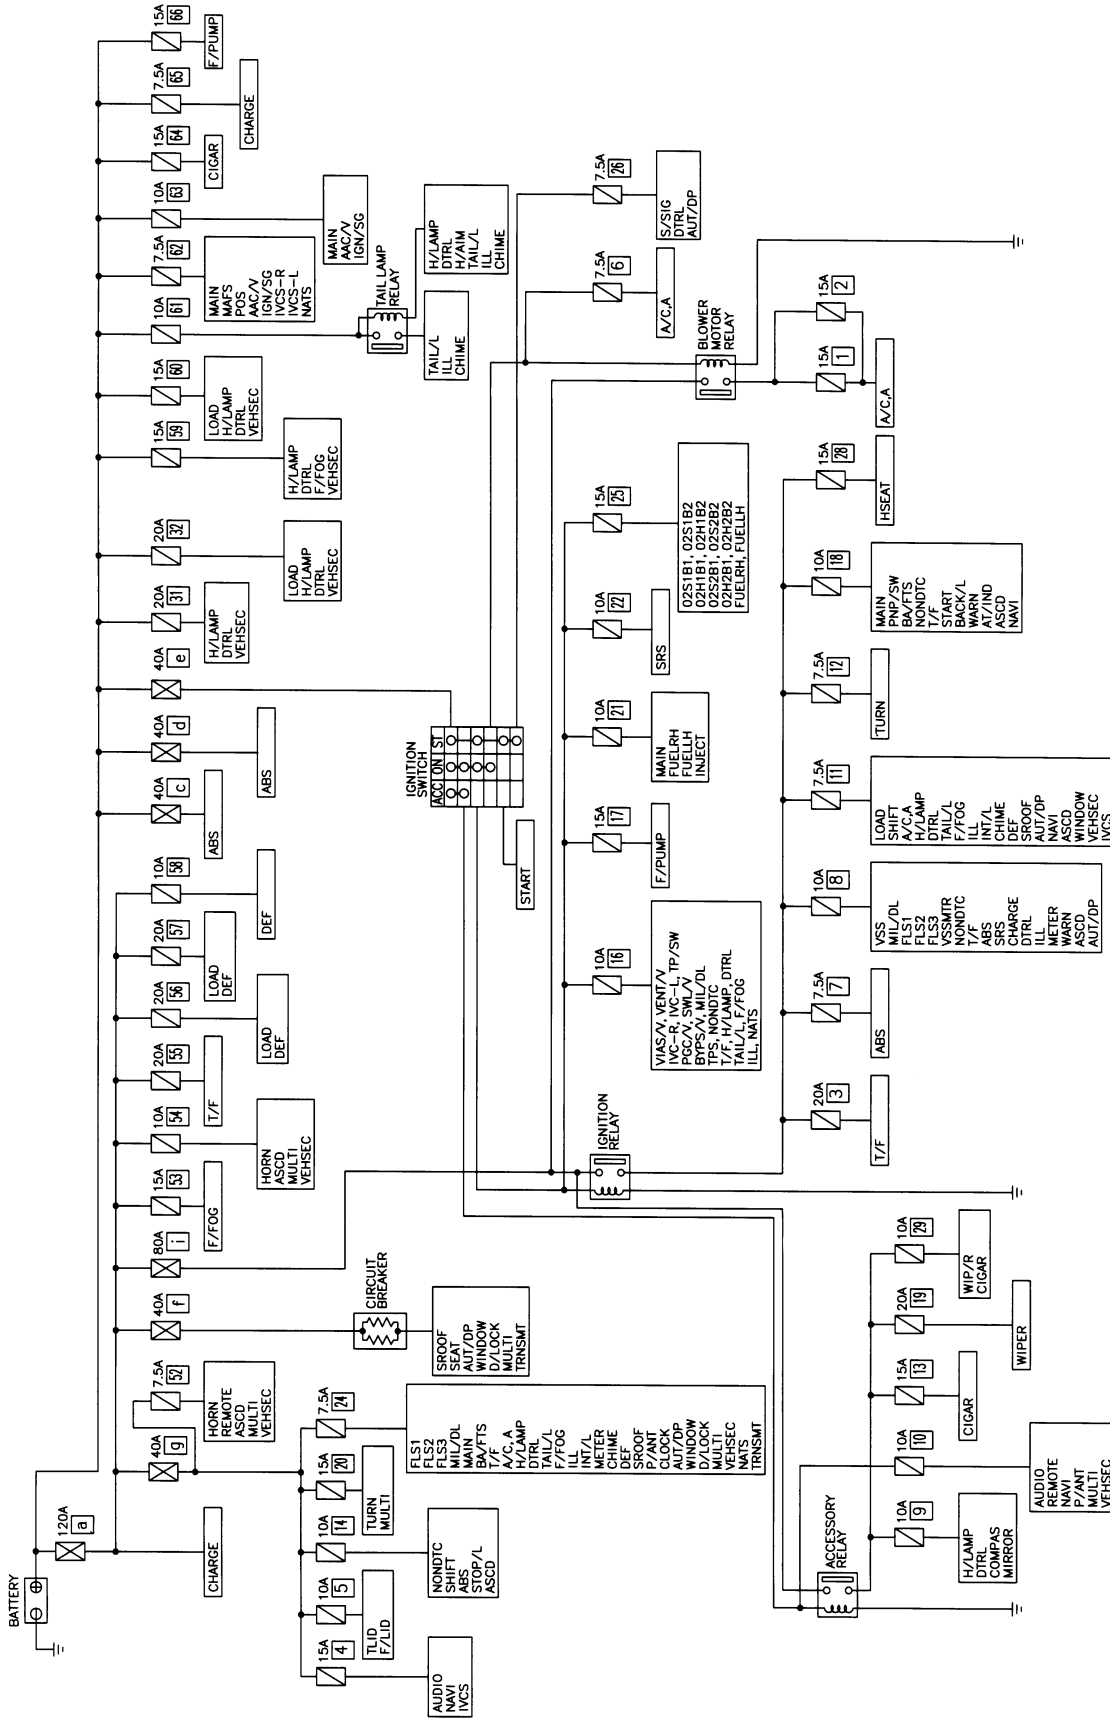 BATTERY
120A
a
CHARGE
40A
g
7.5A
52
HORN
REMOTE
ASCD
MULTI
VEHSEC
40A
f
CIRCUIT
BREAKER
SROOF
SEAT
AUT/DP
WINDOW
D/LOCK
MULTI
TRNSMT
80A
i
15A
53
F/FOG
10A
54
HORN
ASCD
MULTI
VEHSEC
20A
55
T/F
20A
56
LOAD
DEF
20A
57
LOAD
DEF
10A
58
DEF
40A
c
ABS
40A
d
ABS
40A
e
20A
31
H/LAMP
DTRL
VEHSEC
20A
32
LOAD
H/LAMP
DTRL
VEHSEC
15A
59
H/LAMP
DTRL
F/FOG
VEHSEC
15A
60
LOAD
H/LAMP
DTRL
VEHSEC
10A
61
TAIL LAMP
RELAY
TAIL/L
ILL
CHIME
H/LAMP
DTRL
H/AIM
TAIL/L
ILL
CHIME
7.5A
62
MAIN
MAFS
POS
AAC/V
IGN/SG
IVCS-R
IVCS-L
NATS
10A
63
MAIN
AAC/V
IGN/SG
15A
64
CIGAR
7.5A
65
CHARGE
15A
66
F/PUMP
15A
4
AUDIO
NAVI
IVCS
10A
5
TLID
F/LID
10A
14
NONDTC
SHIFT
ABS
STOP/L
ASCD
15A
20
TURN
MULTI
7.5A
24
FLS1
FLS2
FLS3
MIL/DL
MAIN
BA/FTS
T/F
A/C, A
H/LAMP
DTRL
TAIL/L
F/FOG
ILL
INT/L
METER
CHIME
DEF
SROOF
P/ANT
CLOCK
AUT/DP
WINDOW
D/LOCK
MULTI
VEHSEC
NATS
TRNSMT
IGNITION
SWITCH
ACC
ON
ST
START
10A
16
VIAS/V, VENT/V
IVC-R, IVC-L, TP/SW
PGC/V, SWL/V
BYPS/V, MIL/DL
TPS, NONDTC
T/F, H/LAMP, DTRL
TAIL/L, F/FOG
ILL, NATS
15A
17
F/PUMP
10A
21
MAIN
FUELRH
FUELLH
INJECT
10A
22
SRS
15A
25
O2S1B1, O2S1B2
O2H1B1, O2H1B2
O2S2B1, O2S2B2
O2H2B1, O2H2B2
FUELRH, FUELLH
7.5A
6
A/C,A
7.5A
26
S/SIG
DTRL
AUT/DP
IGNITION
RELAY
BLOWER
MOTOR
RELAY
15A
1
15A
2
A/C,A
20A
3
T/F
7.5A
7
ABS
10A
8
VSS
MIL/DL
FLS1
FLS2
FLS3
VSSMTR
NONDTC
T/F
ABS
SRS
CHARGE
DTRL
ILL
METER
WARN
ASCD
AUT/DP
7.5A
11
LOAD
SHIFT
A/C,A
H/LAMP
DTRL
TAIL/L
F/FOG
ILL
INT/L
CHIME
DEF
SROOF
AUT/DP
NAVI
ASCD
WINDOW
VEHSEC
IVCS
7.5A
12
TURN
10A
18
MAIN
PNP/SW
BA/FTS
NONDTC
T/F
START
BACK/L
WARN
AT/IND
ASCD
NAVI
15A
28
HSEAT
ACCESSORY
RELAY
10A
9
H/LAMP
DTRL
COMPAS
MIRROR
10A
10
AUDIO
REMOTE
NAVI
P/ANT
MULTI
VEHSEC
15A
13
CIGAR
20A
19
WIPER
10A
29
WIP/R
CIGAR